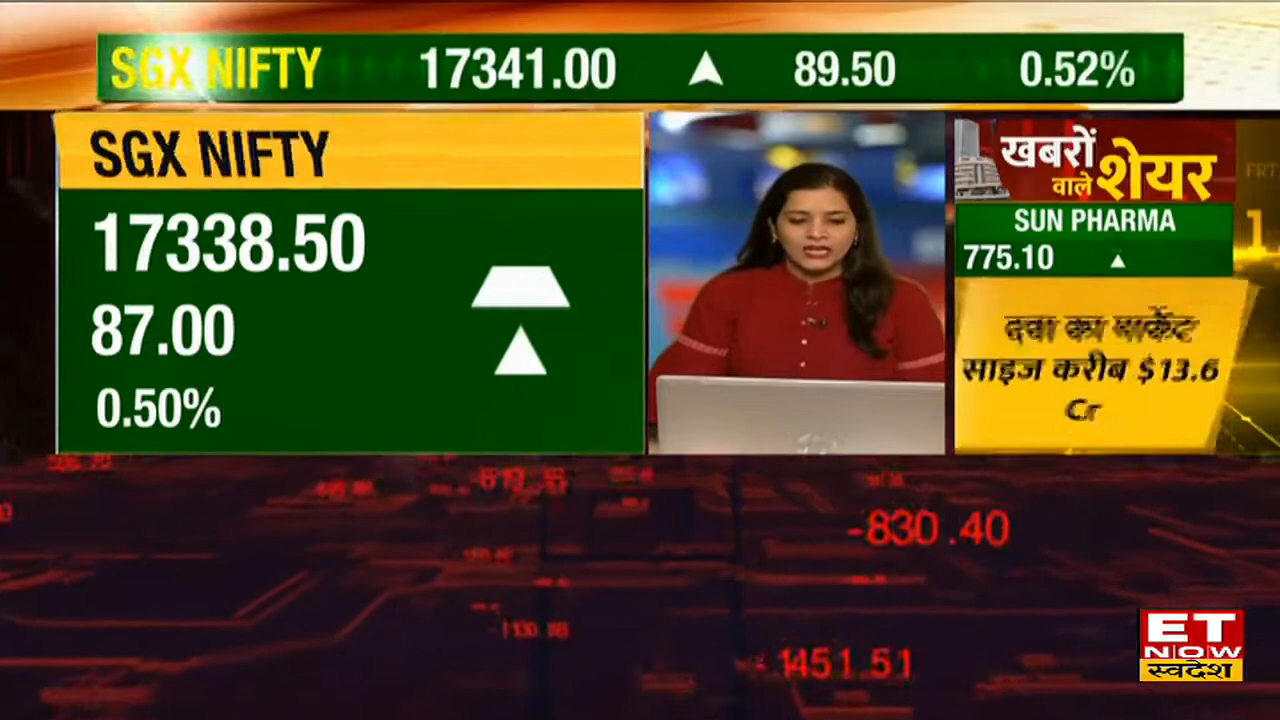 SGX NIFTY 17341.00 ▲ 89.50 0.52%
SGX NIFTY
17338.50
87.00
0.50%
खबरों
वाले शेयर
SUN PHARMA
775.10 ▲
दवा का मार्केट
साइज करीब $13.6
Cr
-830.40
1451.51
ET
NOW
स्वदेश